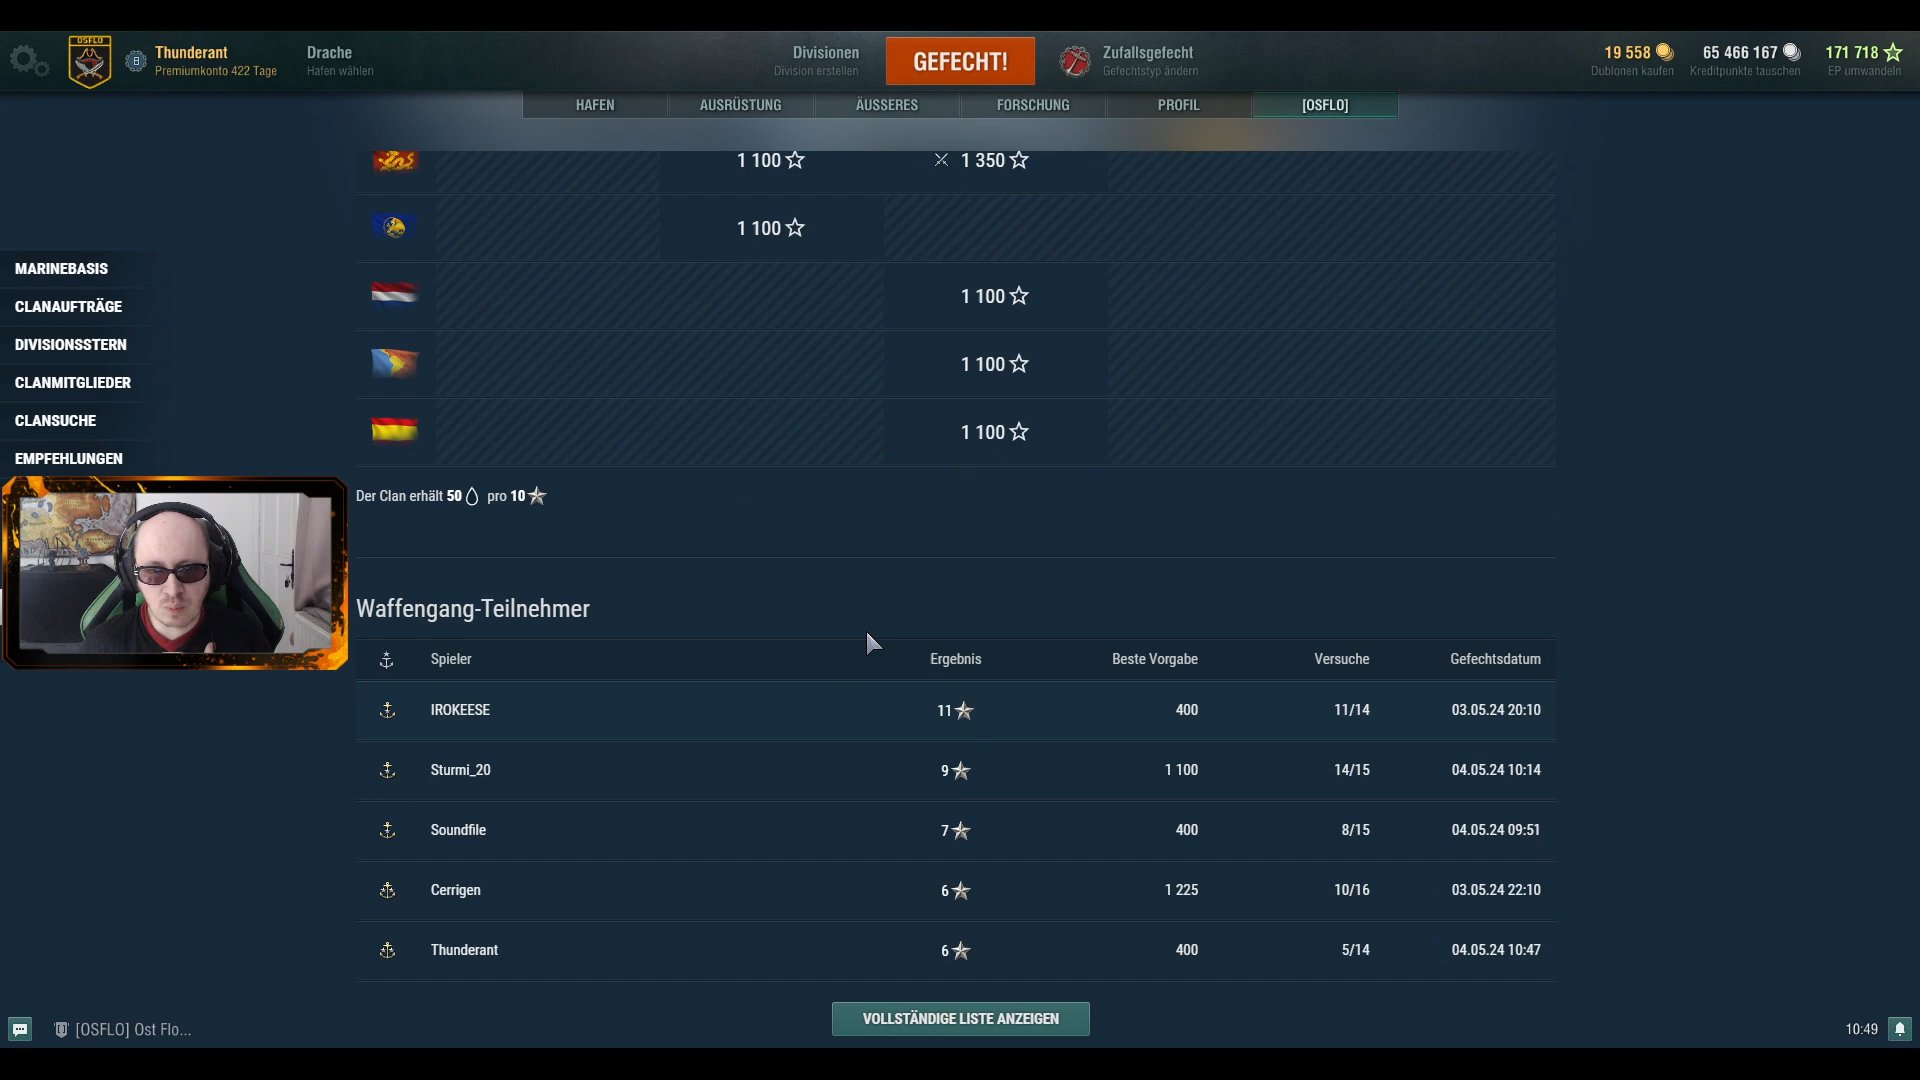 OSFLO
Thunderant
Premiumkonto 422 Tage
Drache
Hafen wählen
Divisionen
Division erstellen
GEFECHT!
Zufallsgefecht
Gefechtstyp ändern
19 558
Dublonen kaufen
65 466 167
Kreditpunkte tauschen
171 718
EP umwandeln
HAFEN
AUSRÜSTUNG
ÄUSSERES
FORSCHUNG
PROFIL
[OSFLO]
1 100
1 350
1 100
1 100
1 100
1 100
MARINEBASIS
CLANAUFTRÄGE
DIVISIONSSTERN
CLANMITGLIEDER
CLANSUCHE
EMPFEHLUNGEN
Der Clan erhält 50 pro 10
Waffengang-Teilnehmer
Spieler Ergebnis Beste Vorgabe Versuche Gefechtsdatum
IROKEESE 11 400 11/14 03.05.24 20:10
Sturmi_20 9 1 100 14/15 04.05.24 10:14
Soundfile 7 400 8/15 04.05.24 09:51
Cerrigen 6 1 225 10/16 03.05.24 22:10
Thunderant 6 400 5/14 04.05.24 10:47
VOLLSTÄNDIGE LISTE ANZEIGEN
[OSFLO] Ost Flo...
10:49